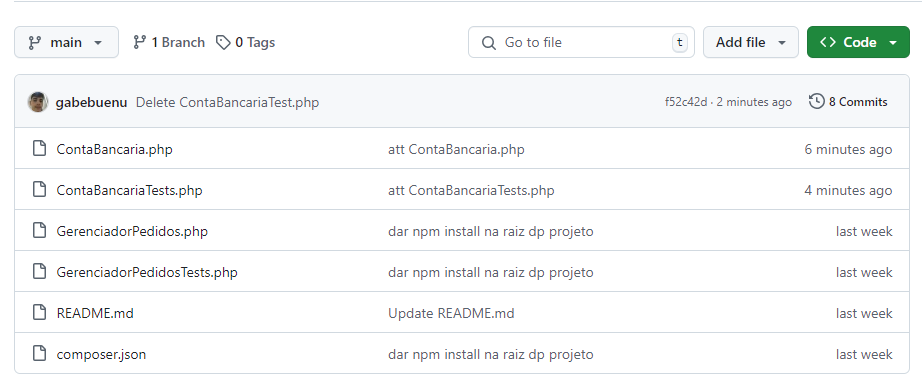 main 1 Branch 0 Tags Go to file t Add file Code
gabebuenu Delete ContaBancariaTest.php f52c42d · 2 minutes ago 8 Commits
ContaBancaria.php att ContaBancaria.php 6 minutes ago
ContaBancariaTests.php att ContaBancariaTests.php 4 minutes ago
GerenciadorPedidos.php dar npm install na raiz dp projeto last week
GerenciadorPedidosTests.php dar npm install na raiz dp projeto last week
README.md Update README.md last week
composer.json dar npm install na raiz dp projeto last week